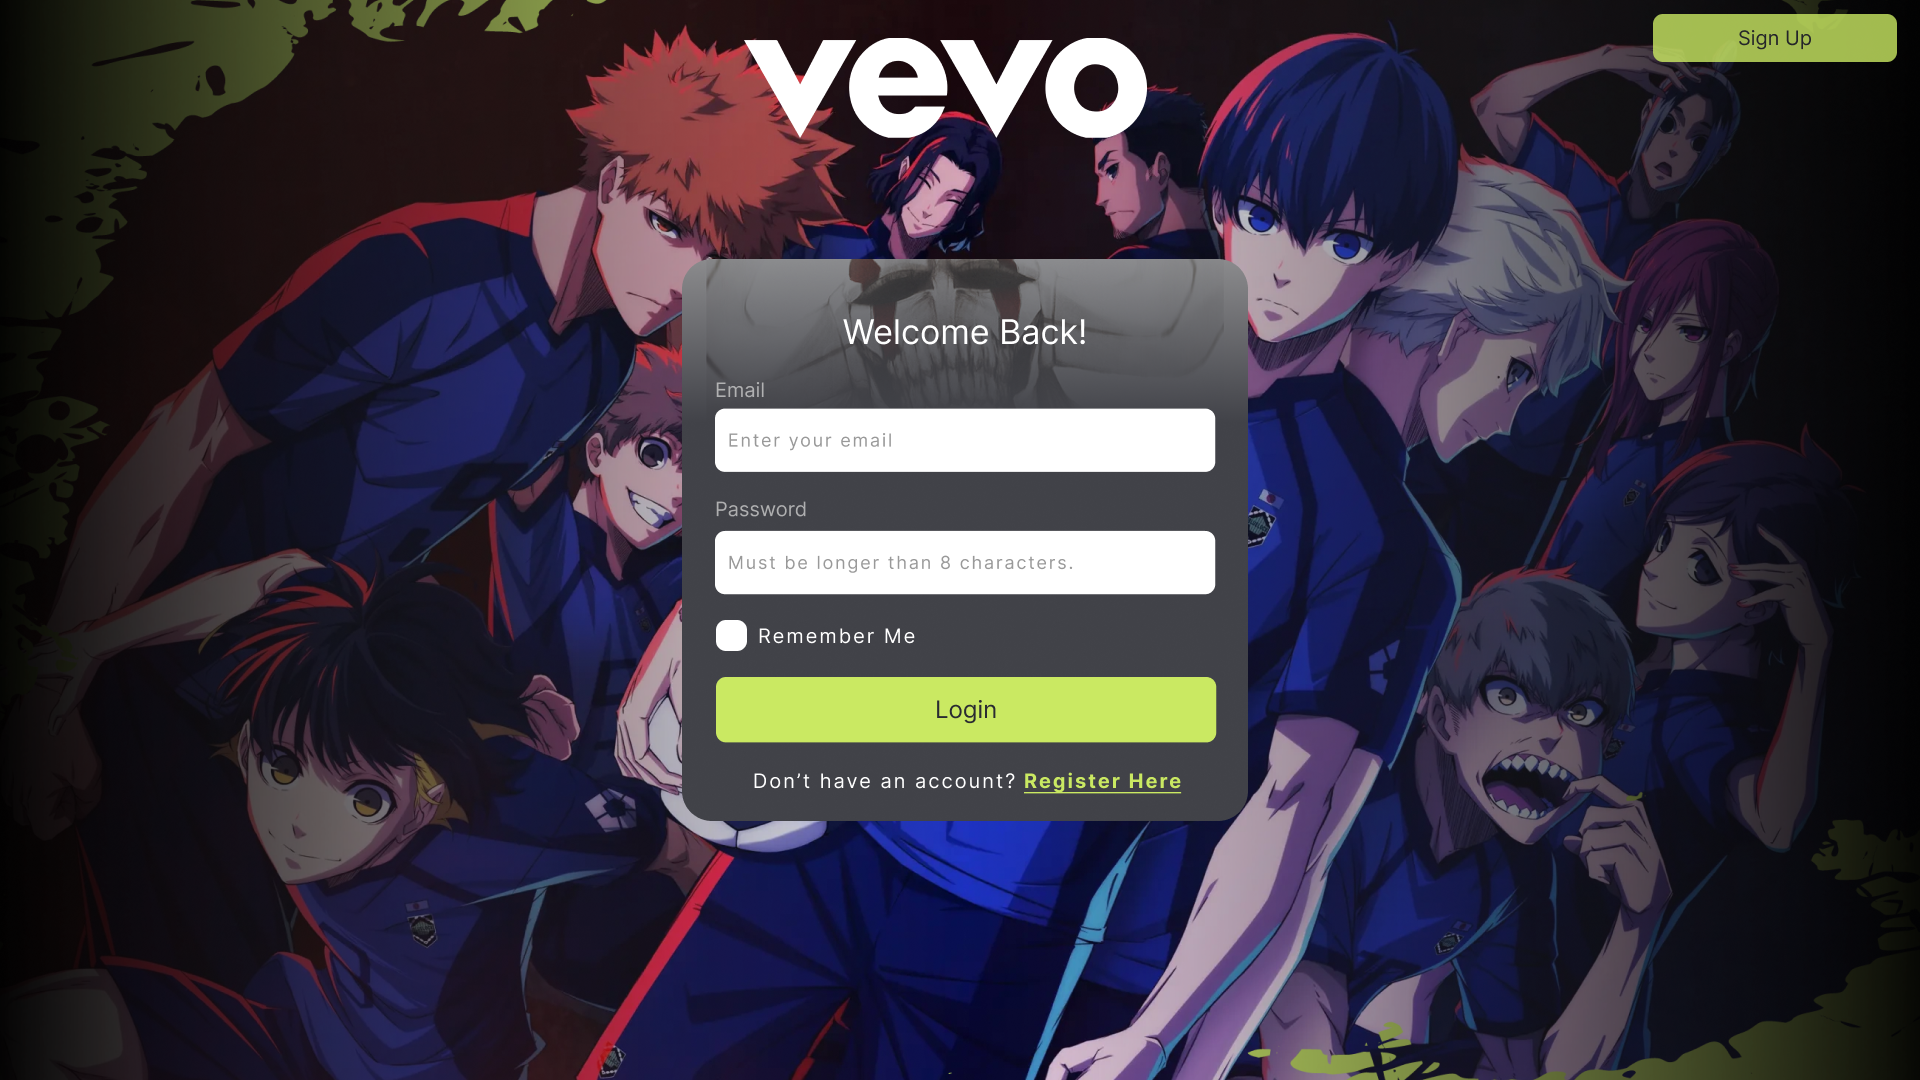 vevo
Sign Up
Welcome Back!
Email
Enter your email
Password
Must be longer than 8 characters.
Remember Me
Login
Don’t have an account? Register Here